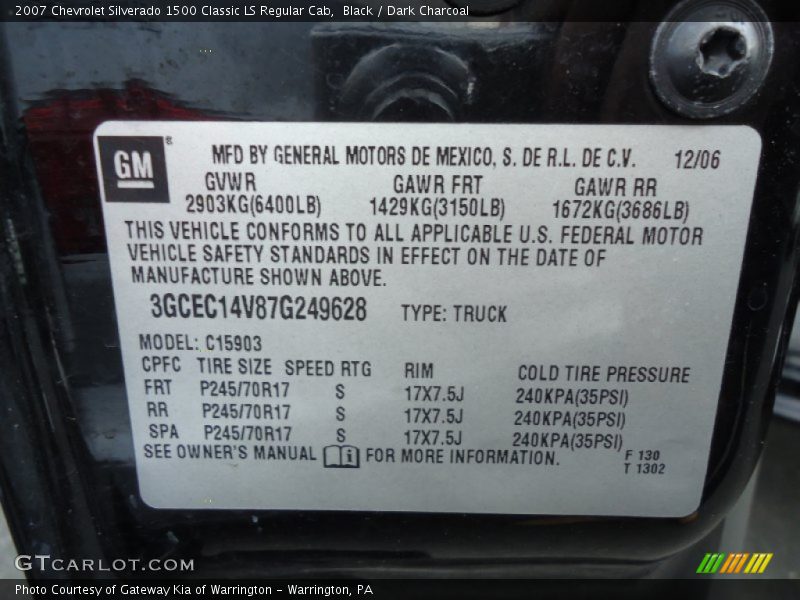 2007 Chevrolet Silverado 1500 Classic LS Regular Cab,  Black / Dark Charcoal
GM®
MFD BY GENERAL MOTORS DE MEXICO, S. DE R.L. DE C.V. 12/06
GVWR GAWR FRT GAWR RR
2903KG(6400LB) 1429KG(3150LB) 1672KG(3686LB)
THIS VEHICLE CONFORMS TO ALL APPLICABLE U.S. FEDERAL MOTOR
VEHICLE SAFETY STANDARDS IN EFFECT ON THE DATE OF
MANUFACTURE SHOWN ABOVE.
3GCEC14V87G249628 TYPE: TRUCK
MODEL: C15903
CPFC TIRE SIZE SPEED RTG RIM COLD TIRE PRESSURE
FRT P245/70R17 S 17X7.5J 240KPA(35PSI)
RR P245/70R17 S 17X7.5J 240KPA(35PSI)
SPA P245/70R17 S 17X7.5J 240KPA(35PSI)
SEE OWNER'S MANUAL i FOR MORE INFORMATION. F 130
T 1302
GTCARLOT.COM
Photo Courtesy of Gateway Kia of Warrington - Warrington, PA